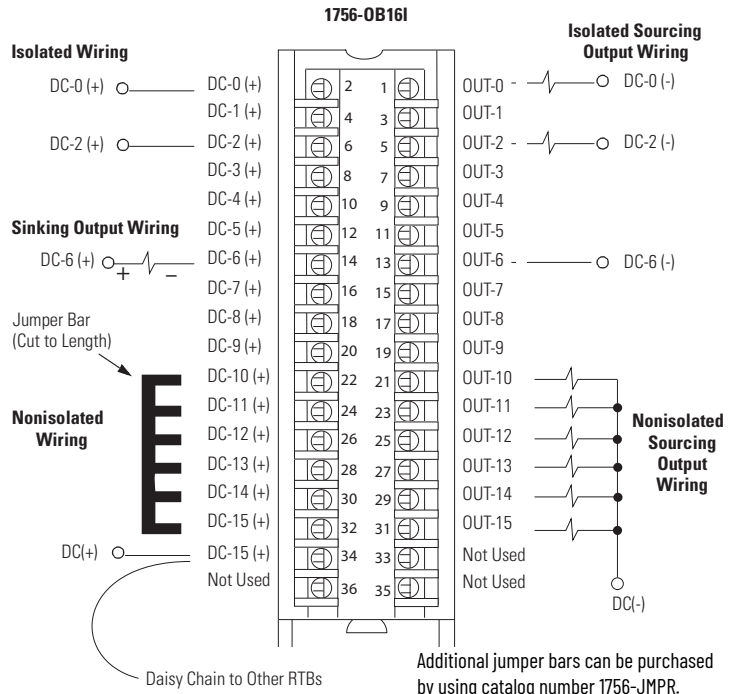 1756-OB16I
Isolated Wiring
Isolated Sourcing
Output Wiring
DC-0 (+) DC-0 (+) 2 1 OUT-0 DC-0 (-)
DC-1 (+) 4 3 OUT-1
DC-2 (+) DC-2 (+) 6 5 OUT-2 DC-2 (-)
DC-3 (+) 8 7 OUT-3
DC-4 (+) 10 9 OUT-4
Sinking Output Wiring DC-5 (+) 12 11 OUT-5
DC-6 (+) + – DC-6 (+) 14 13 OUT-6 DC-6 (-)
DC-7 (+) 16 15 OUT-7
Jumper Bar
(Cut to Length)
DC-8 (+) 18 17 OUT-8
DC-9 (+) 20 19 OUT-9
DC-10 (+) 22 21 OUT-10
DC-11 (+) 24 23 OUT-11
Nonisolated
Wiring
DC-12 (+) 26 25 OUT-12
DC-13 (+) 28 27 OUT-13
DC-14 (+) 30 29 OUT-14
DC-15 (+) 32 31 OUT-15
Nonisolated
Sourcing
Output
Wiring
DC(+) DC-15 (+) 34 33 Not Used
Not Used 36 35 Not Used
DC(-)
Daisy Chain to Other RTBs
Additional jumper bars can be purchased
by using catalog number 1756-JMPR.